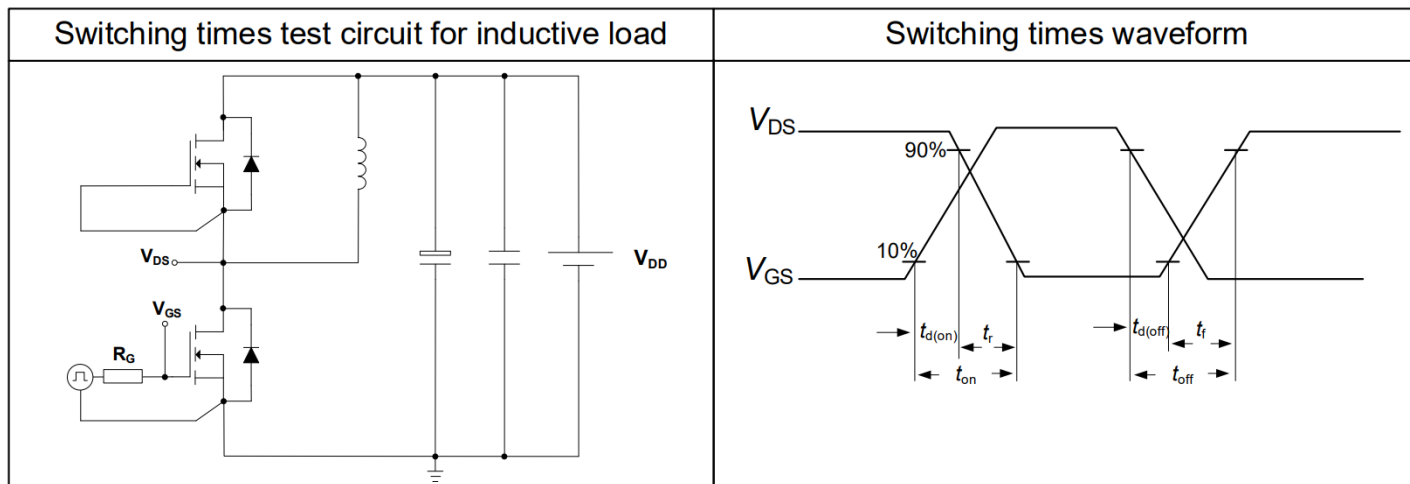 Switching times test circuit for inductive load
Switching times waveform
VDS
VDD
VGS
RG
VDS
90%
10%
VGS
td(on)
tr
td(off)
tf
ton
toff